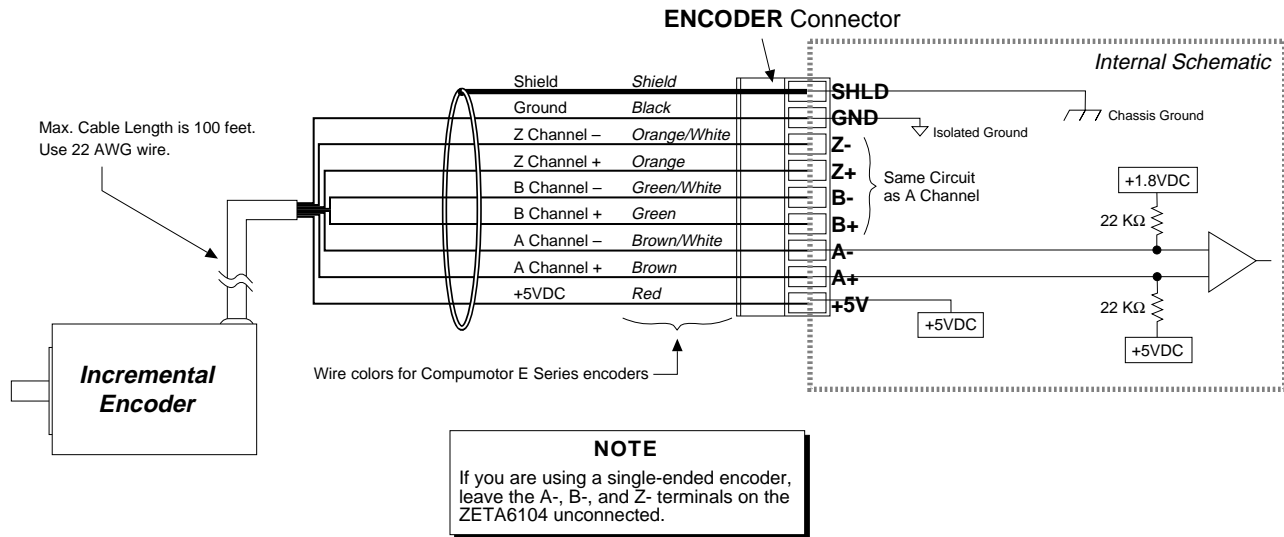 ENCODER Connector
Internal Schematic
Max. Cable Length is 100 feet.
Use 22 AWG wire.
Shield Shield SHLD
Ground Black GND
Z Channel – Orange/White Z-
Z Channel + Orange Z+
B Channel – Green/White B-
B Channel + Green B+
A Channel – Brown/White A-
A Channel + Brown A+
+5VDC Red +5V
Chassis Ground
Isolated Ground
Same Circuit
as A Channel
+1.8VDC
22 KΩ
22 KΩ
+5VDC
+5VDC
Wire colors for Compumotor E Series encoders
Incremental
Encoder
NOTE
If you are using a single-ended encoder,
leave the A-, B-, and Z- terminals on the
ZETA6104 unconnected.